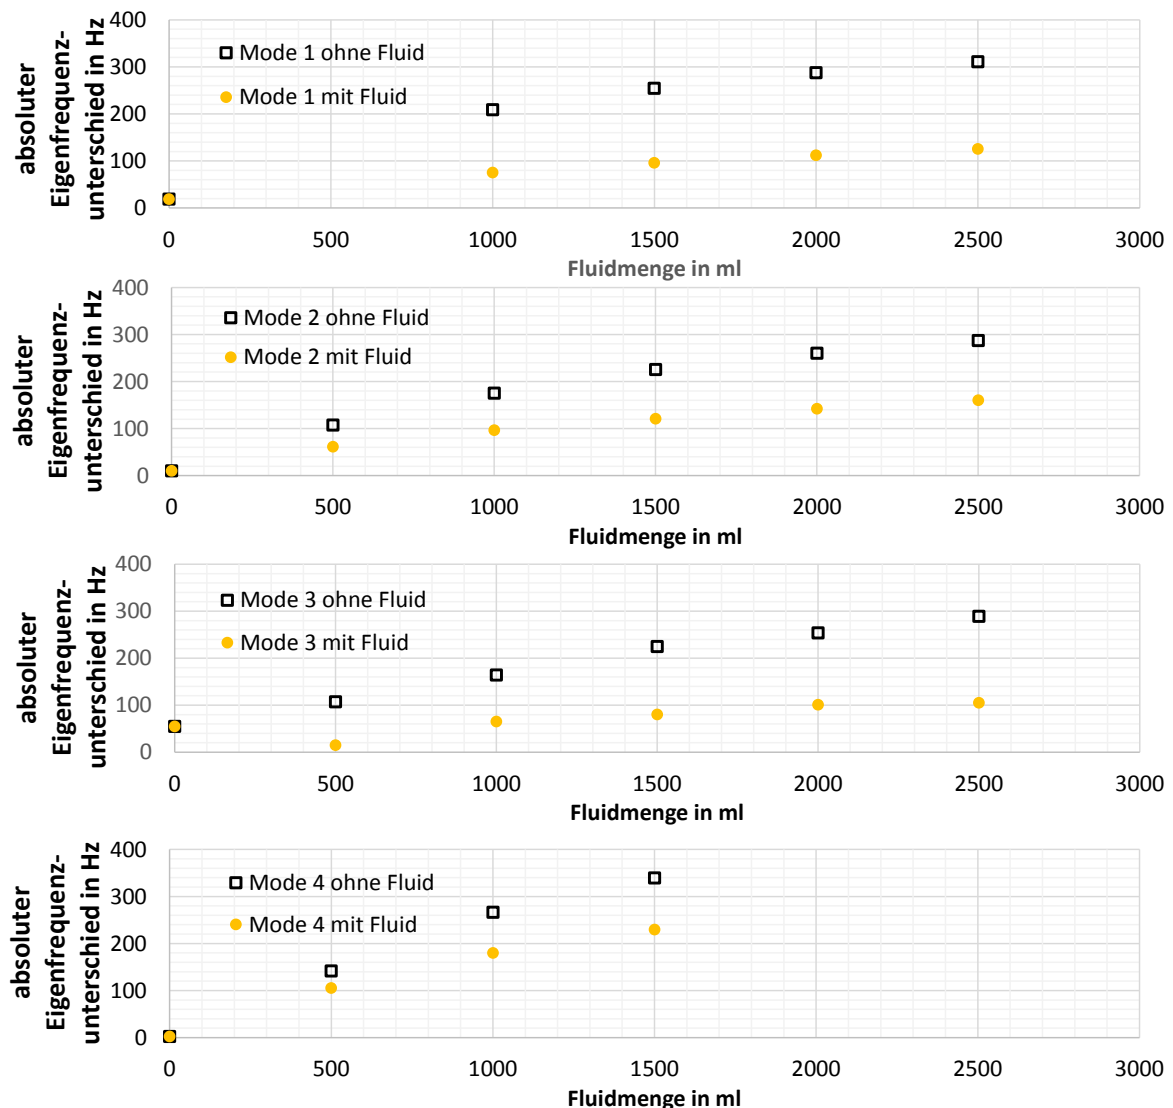 absoluter
Eigenfrequenz-
unterschied in Hz
400
300
200
100
0
Mode 1 ohne Fluid
Mode 1 mit Fluid
0 500 1000 1500 2000 2500 3000
Fluidmenge in ml
absoluter
Eigenfrequenz-
unterschied in Hz
400
300
200
100
0
Mode 2 ohne Fluid
Mode 2 mit Fluid
0 500 1000 1500 2000 2500 3000
Fluidmenge in ml
absoluter
Eigenfrequenz-
unterschied in Hz
400
300
200
100
0
Mode 3 ohne Fluid
Mode 3 mit Fluid
0 500 1000 1500 2000 2500 3000
Fluidmenge in ml
absoluter
Eigenfrequenz-
unterschied in Hz
400
300
200
100
0
Mode 4 ohne Fluid
Mode 4 mit Fluid
0 500 1000 1500 2000 2500 3000
Fluidmenge in ml